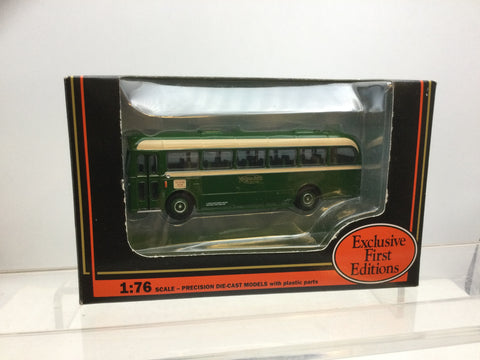 Exclusive
First
Editions
1:76 SCALE – PRECISION DIE-CAST MODELS with plastic parts